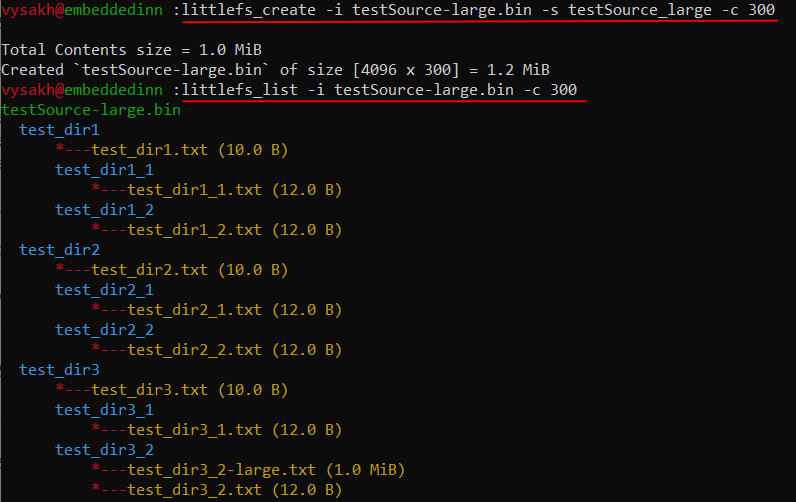 vysakh@embeddedinn :littlefs_create -i testSource-large.bin -s testSource_large -c 300
Total Contents size = 1.0 MiB
Created `testSource-large.bin` of size [4096 x 300] = 1.2 MiB
vysakh@embeddedinn :littlefs_list -i testSource-large.bin -c 300
testSource-large.bin
test_dir1
*---test_dir1.txt (10.0 B)
test_dir1_1
*---test_dir1_1.txt (12.0 B)
test_dir1_2
*---test_dir1_2.txt (12.0 B)
test_dir2
*---test_dir2.txt (10.0 B)
test_dir2_1
*---test_dir2_1.txt (12.0 B)
test_dir2_2
*---test_dir2_2.txt (12.0 B)
test_dir3
*---test_dir3.txt (10.0 B)
test_dir3_1
*---test_dir3_1.txt (12.0 B)
test_dir3_2
*---test_dir3_2-large.txt (1.0 MiB)
*---test_dir3_2.txt (12.0 B)